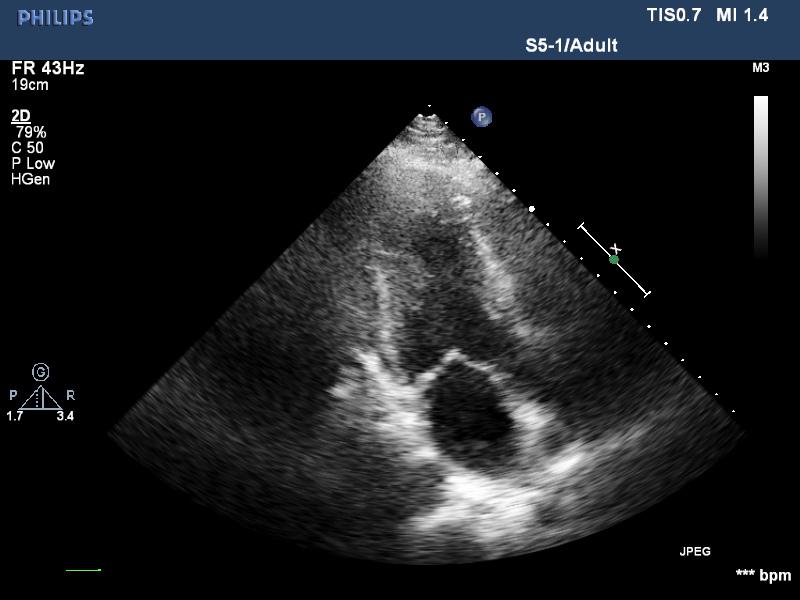 PHILIPS
TIS0.7 MI 1.4
S5-1/Adult
FR 43Hz
19cm
M3
2D
79%
C 50
P Low
HGen
P
X
G
P R
1.7 3.4
JPEG
*** bpm